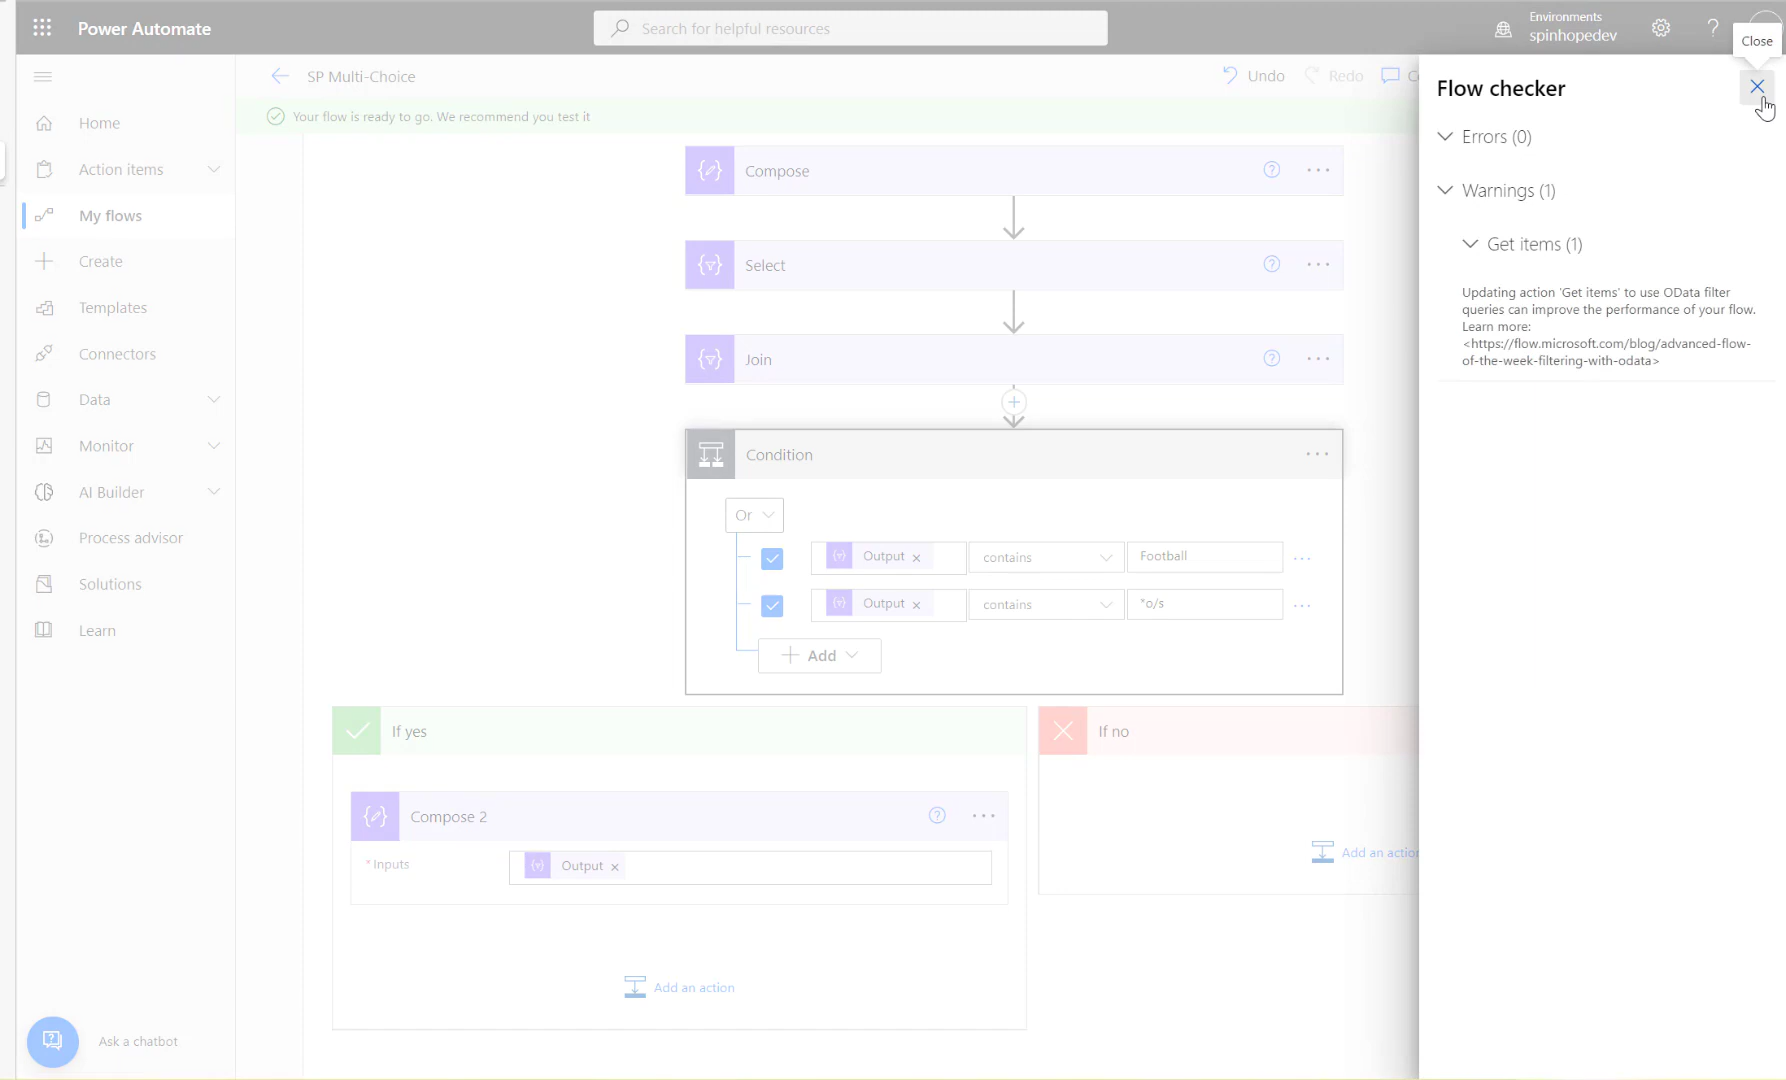 Power Automate
Search for helpful resources
Environments
spinhopedev
?
Close
SP Multi-Choice
Undo
Redo
Your flow is ready to go. We recommend you test it
Home
Action items
My flows
Create
Templates
Connectors
Data
Monitor
AI Builder
Process advisor
Solutions
Learn
Ask a chatbot
Compose
Select
Join
Condition
Or
Output × contains Football
Output × contains *o/s
Add
If yes
Compose 2
* Inputs
Output ×
Add an action
If no
Add an action
Flow checker
Errors (0)
Warnings (1)
Get items (1)
Updating action 'Get items' to use OData filter
queries can improve the performance of your flow.
Learn more:
<https://flow.microsoft.com/blog/advanced-flow-
of-the-week-filtering-with-odata>